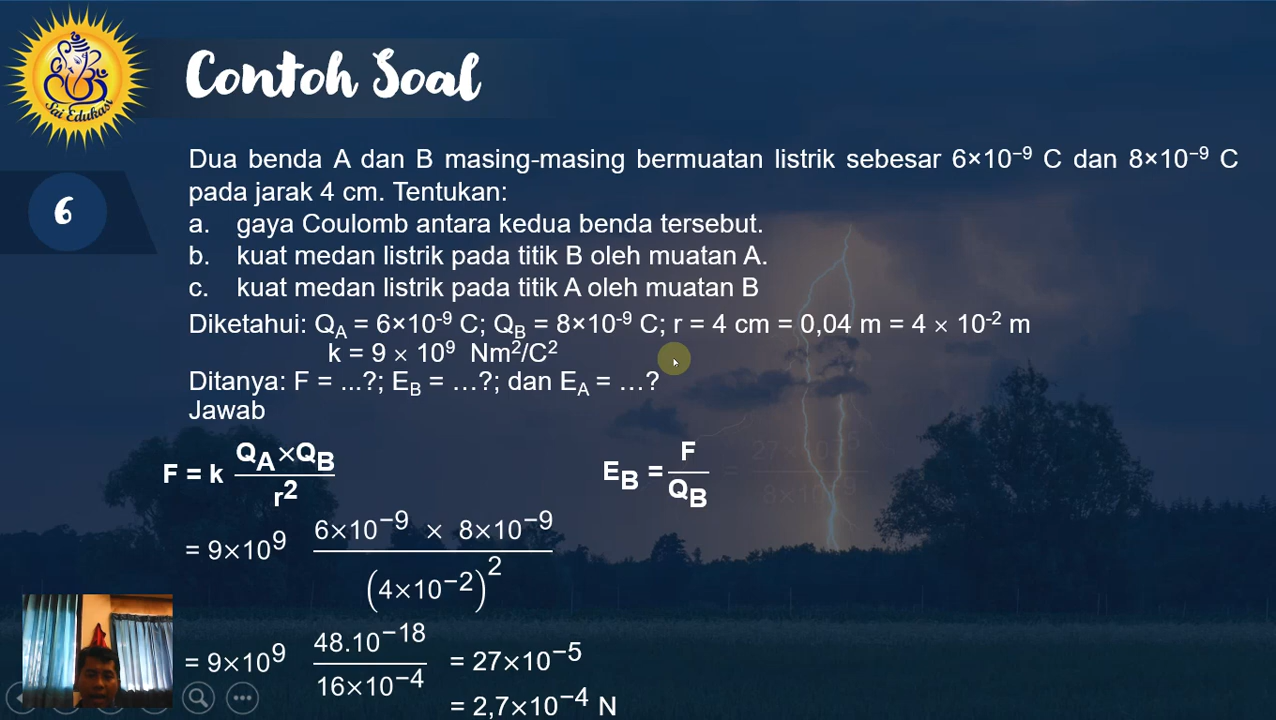 Sai Edukasi
Contoh Soal
6
Dua benda A dan B masing-masing bermuatan listrik sebesar 6×10⁻⁹ C dan 8×10⁻⁹ C
pada jarak 4 cm. Tentukan:
a. gaya Coulomb antara kedua benda tersebut.
b. kuat medan listrik pada titik B oleh muatan A.
c. kuat medan listrik pada titik A oleh muatan B
Diketahui: Q_A = 6×10⁻⁹ C; Q_B = 8×10⁻⁹ C; r = 4 cm = 0,04 m = 4 × 10⁻² m
k = 9 × 10⁹ Nm²/C²
Ditanya: F = ...?; E_B = …?; dan E_A = …?
Jawab
F = k Q_A×Q_B / r²
= 9×10⁹ 6×10⁻⁹ × 8×10⁻⁹ / (4×10⁻²)²
= 9×10⁹ 48.10⁻¹⁸ / 16×10⁻⁴ = 27×10⁻⁵
= 2,7×10⁻⁴ N
E_B = F / Q_B